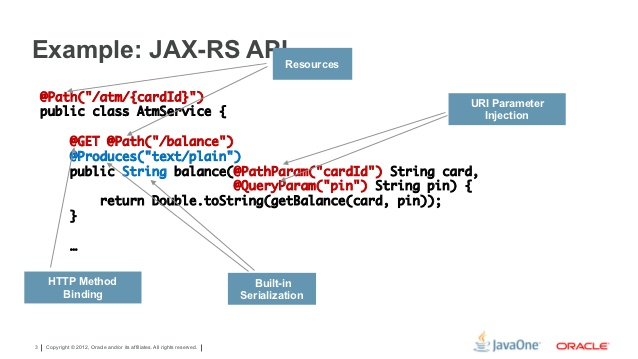 Example: JAX-RS API
Resources
@Path("/atm/{cardId}")
public class AtmService {
URI Parameter
Injection
@GET @Path("/balance")
@Produces("text/plain")
public String balance(@PathParam("cardId") String card,
@QueryParam("pin") String pin) {
return Double.toString(getBalance(card, pin));
}
…
HTTP Method
Binding
Built-in
Serialization
3 | Copyright © 2012, Oracle and/or its affiliates. All rights reserved. |
JavaOne
ORACLE